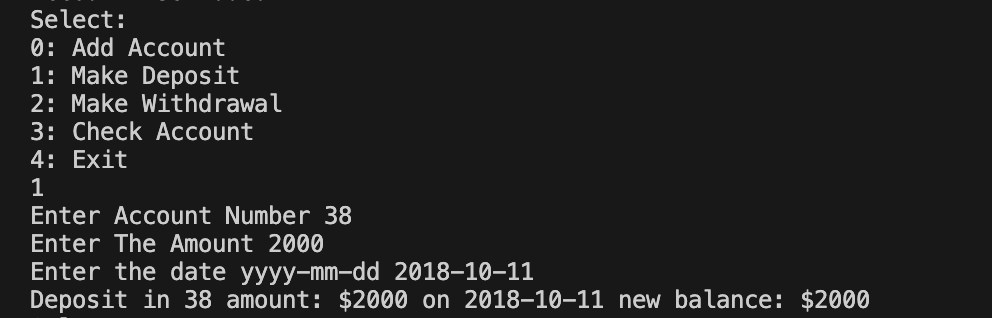 Select:
0: Add Account
1: Make Deposit
2: Make Withdrawal
3: Check Account
4: Exit
1
Enter Account Number 38
Enter The Amount 2000
Enter the date yyyy-mm-dd 2018-10-11
Deposit in 38 amount: $2000 on 2018-10-11 new balance: $2000